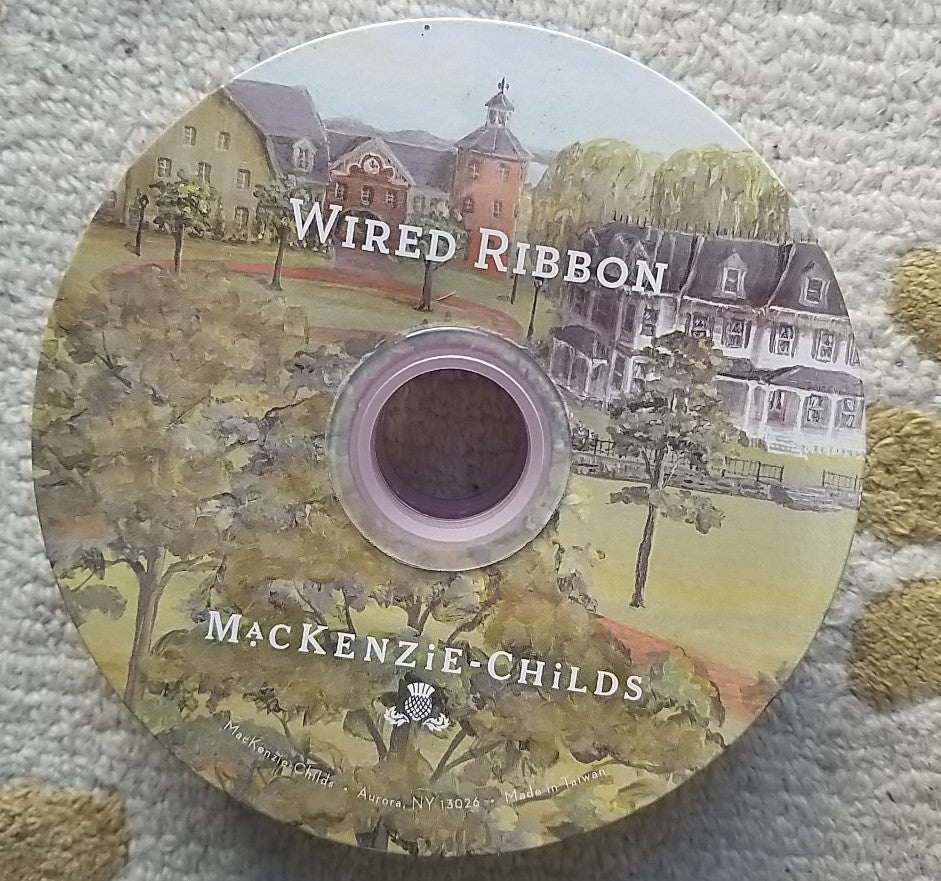 WIRED RIBBON
MACKENZiE-CHiLDS
MacKenzie-Childs • Aurora, NY 13026 • Made in Taiwan